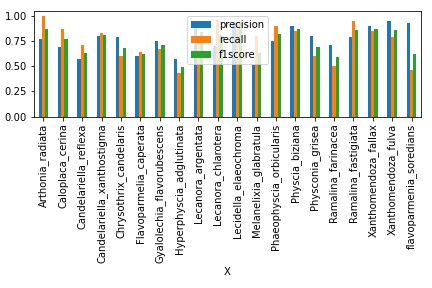 1.00
0.75
0.50
0.25
0.00
precision
recall
f1score
Arthonia_radiata
Caloplaca_cerina
Candelariella_reflexa
Candelariella_xanthostigma
Chrysothrix_candelaris
Flavoparmelia_caperata
Gyalolechia_flavorubescens
Hyperphyscia_adglutinata
Lecanora_argentata
Lecanora_chlarotera
Lecidella_elaeochroma
Melanelixia_glabratula
Phaeophyscia_orbicularis
Physcia_biziana
Physconia_grisea
Ramalina_farinacea
Ramalina_fastigiata
Xanthomendoza_fallax
Xanthomendoza_fulva
flavoparmenia_soredians
X